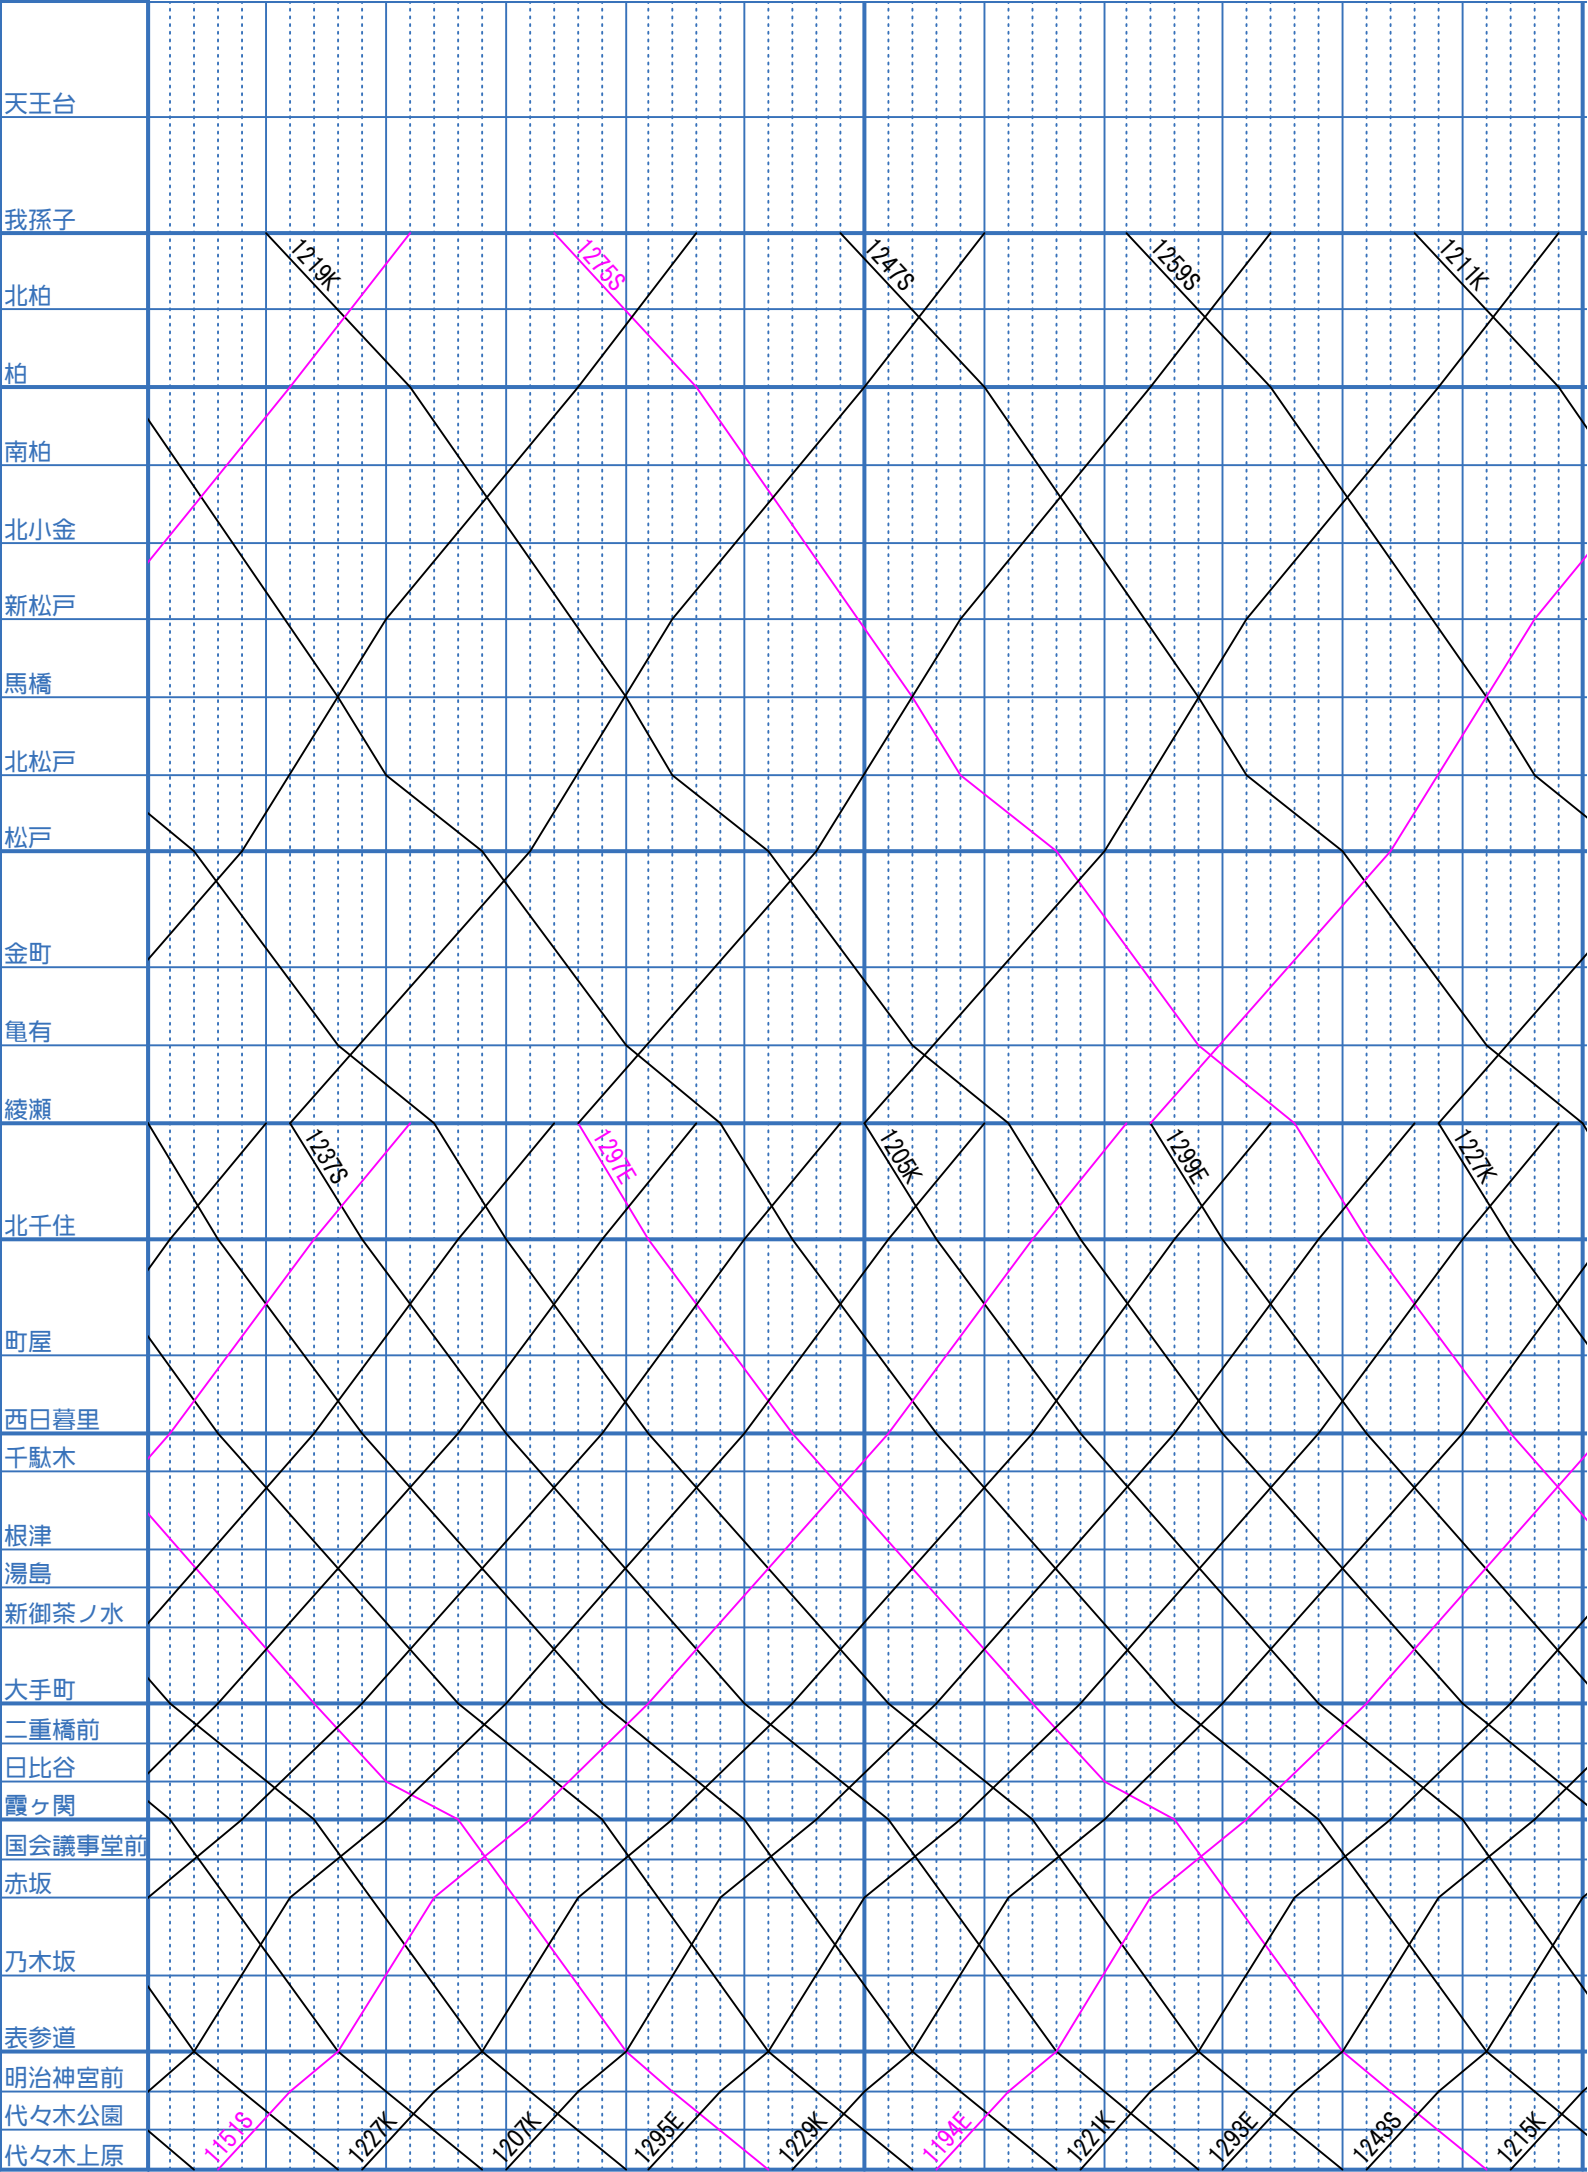 天王台
我孫子
1219K
1275S
1247S
1259S
1211K
北柏
柏
南柏
北小金
新松戸
馬橋
北松戸
松戸
金町
亀有
綾瀬
1237S
1297E
1205K
1299E
1227K
北千住
町屋
西日暮里
千駄木
根津
湯島
新御茶ノ水
大手町
二重橋前
日比谷
霞ヶ関
国会議事堂前
赤坂
乃木坂
表参道
明治神宮前
代々木公園
代々木上原
1151S
1227K
1207K
1295E
1229K
1194E
1221K
1293E
1243S
1215K